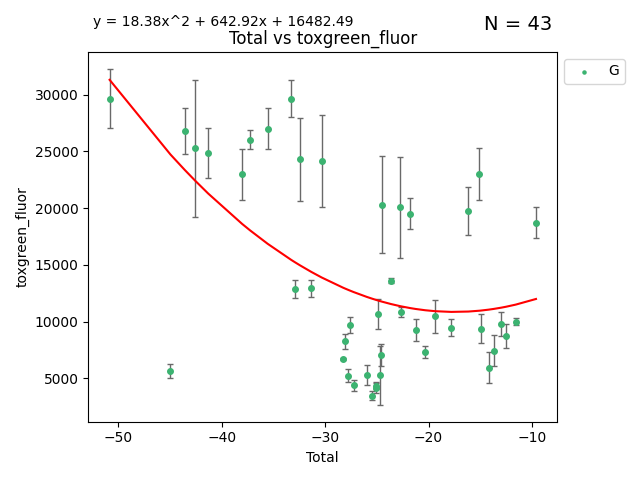 y = 18.38x^2 + 642.92x + 16482.49
N = 43
Total vs toxgreen_fluor
G
toxgreen_fluor
30000
25000
20000
15000
10000
5000
−50
−40
−30
−20
−10
Total